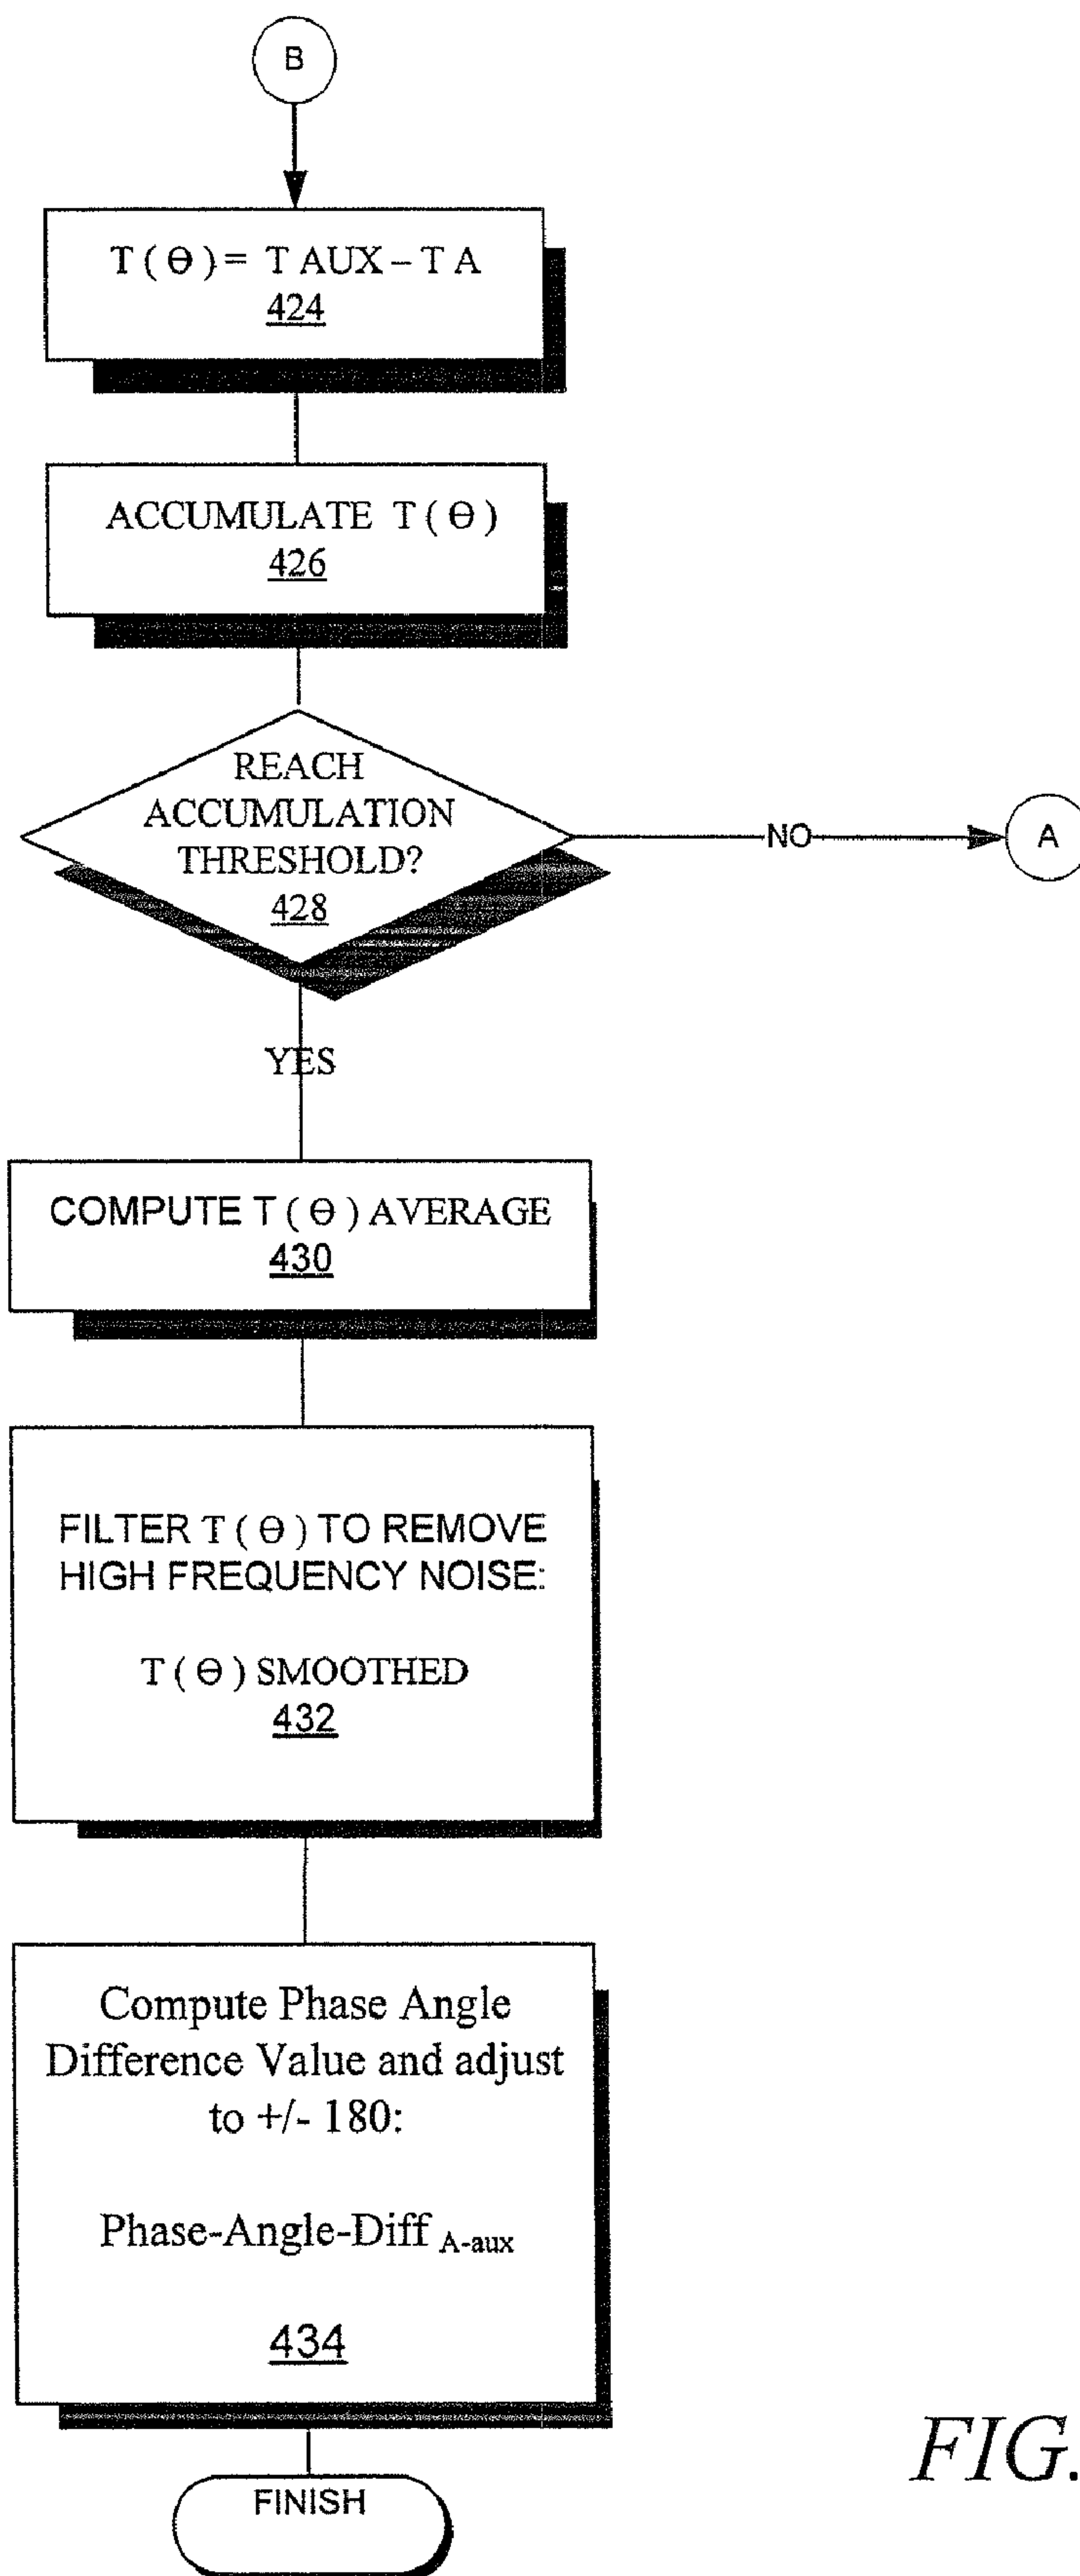 B
T ( Ɵ ) = T AUX – T A
424
ACCUMULATE T ( Ɵ )
426
REACH
ACCUMULATION
THRESHOLD?
428
NO
A
YES
COMPUTE T ( Ɵ ) AVERAGE
430
FILTER T ( Ɵ ) TO REMOVE
HIGH FREQUENCY NOISE:
T ( Ɵ ) SMOOTHED
432
Compute Phase Angle
Difference Value and adjust
to +/- 180:
Phase-Angle-Diff A-aux
434
FINISH
FIG.